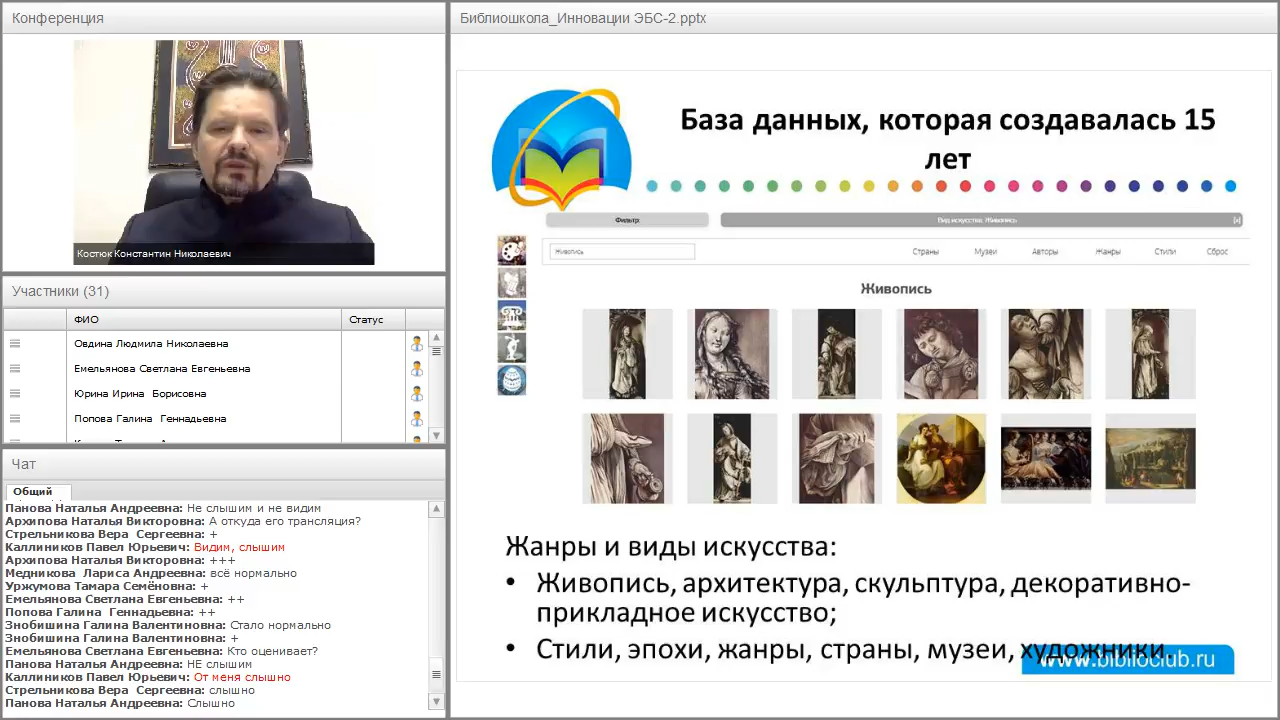 Конференция
Костюк Константин Николаевич
Участники (31)
ФИО
Статус
Овдина Людмила Николаевна
Емельянова Светлана Евгеньевна
Юрина Ирина Борисовна
Попова Галина Геннадьевна
Чат
Общий
Панова Наталья Андреевна: Не слышим и не видим
Архипова Наталья Викторовна: А откуда его трансляция?
Стрельникова Вера Сергеевна: +
Каллиников Павел Юрьевич: Видим, слышим
Архипова Наталья Викторовна: +++
Медникова Лариса Андреевна: всё нормально
Уржумова Тамара Семёновна: +
Емельянова Светлана Евгеньевна: ++
Попова Галина Геннадьевна: ++
Знобишина Галина Валентиновна: Стало нормально
Знобишина Галина Валентиновна: +
Емельянова Светлана Евгеньевна: Кто оценивает?
Панова Наталья Андреевна: НЕ слышим
Каллиников Павел Юрьевич: От меня слышно
Стрельникова Вера Сергеевна: слышно
Панова Наталья Андреевна: Слышно
Библиошкола_Инновации ЭБС-2.pptx
База данных, которая создавалась 15
лет
Фильтр:
Вид искусства: Живопись
[x]
Живопись
Страны
Музеи
Авторы
Жанры
Стили
Сброс
Живопись
Жанры и виды искусства:
• Живопись, архитектура, скульптура, декоративно-
прикладное искусство;
• Стили, эпохи, жанры, страны, музеи, художники.
www.biblioclub.ru